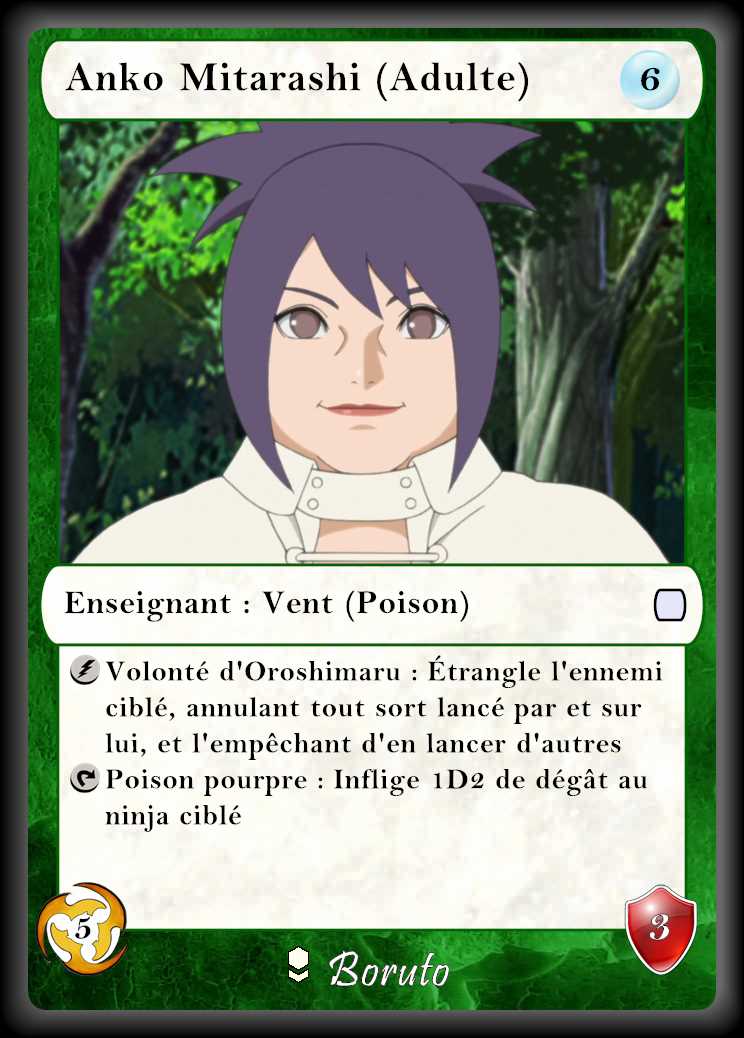 Anko Mitarashi (Adulte)
6
Enseignant : Vent (Poison)
Volonté d'Oroshimaru : Étrangle l'ennemi
ciblé, annulant tout sort lancé par et sur
lui, et l'empêchant d'en lancer d'autres
Poison pourpre : Inflige 1D2 de dégât au
ninja ciblé
5
3
Boruto